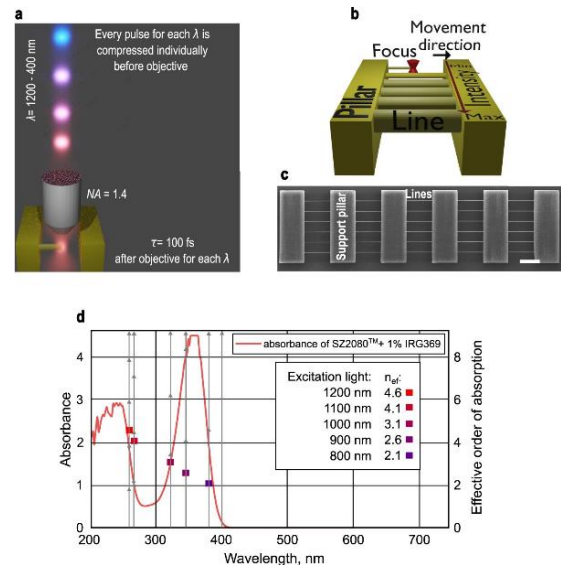 a
Every pulse for each λ is
compressed individually
before objective
λ= 1200 - 400 nm
NA = 1.4
τ= 100 fs
after objective for each λ
b
Movement
direction
Focus
Pillar
Line
Intensity
Max
c
Lines
Support pillar
d
absorbance of SZ2080™+ 1% IRG369
Excitation light: n_ef:
1200 nm 4.6
1100 nm 4.1
1000 nm 3.1
900 nm 2.6
800 nm 2.1
Absorbance
4
3
2
1
0
Effective order of absorption
8
6
4
2
0
200 300 400 500 600 700
Wavelength, nm